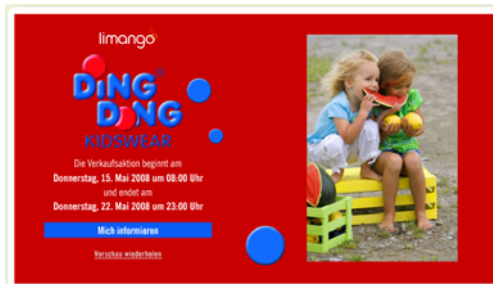 limango
DING
DONG
KIDSWEAR
Die Verkaufsaktion beginnt am
Donnerstag, 15. Mai 2008 um 08:00 Uhr
und endet am
Donnerstag, 22. Mai 2008 um 23:00 Uhr
Mich informieren
Vorschau wiederholen